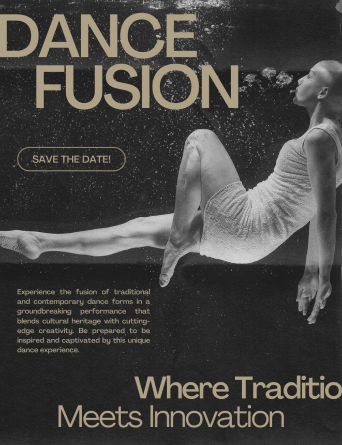 DANCE
FUSION
SAVE THE DATE!
Experience the fusion of traditional
and contemporary dance forms in a
groundbreaking performance that
blends cultural heritage with cutting-
edge creativity. Be prepared to be
inspired and captivated by this unique
dance experience.
Where Traditio
Meets Innovation